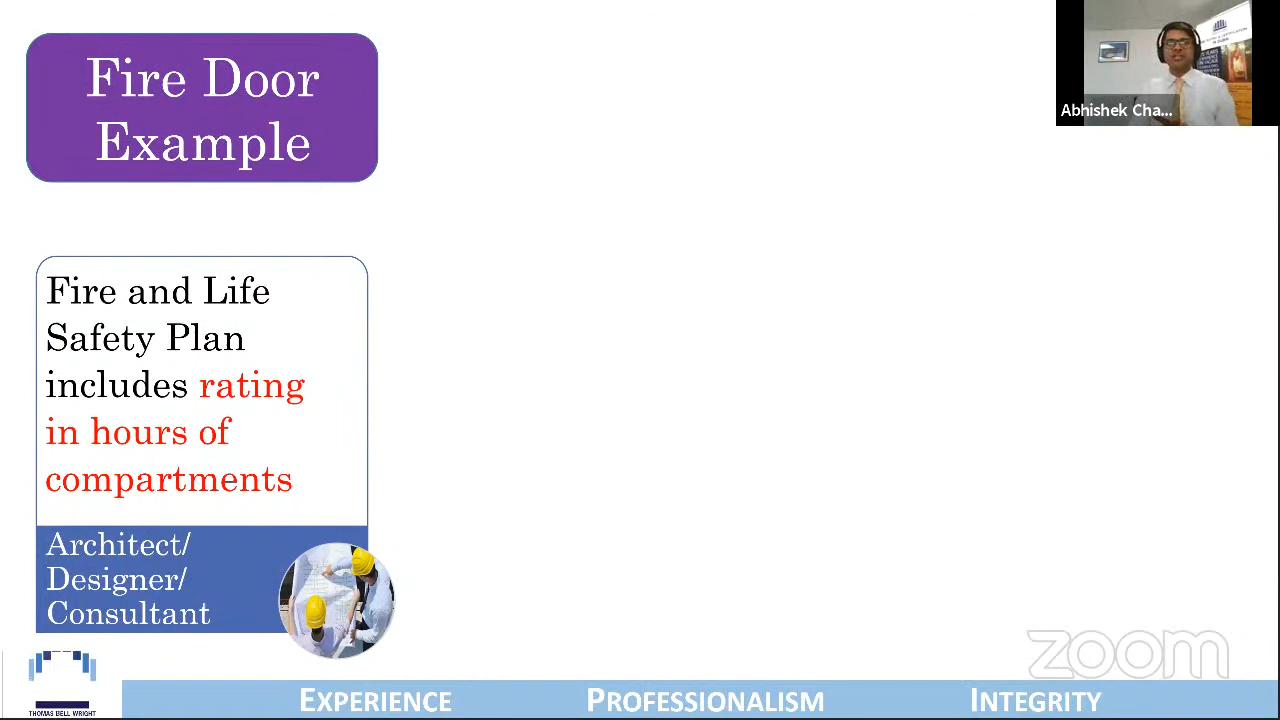 Fire Door
Example
Abhishek Cha...
Fire and Life
Safety Plan
includes rating
in hours of
compartments
Architect/
Designer/
Consultant
zoom
THOMAS BELL WRIGHT
EXPERIENCE PROFESSIONALISM INTEGRITY